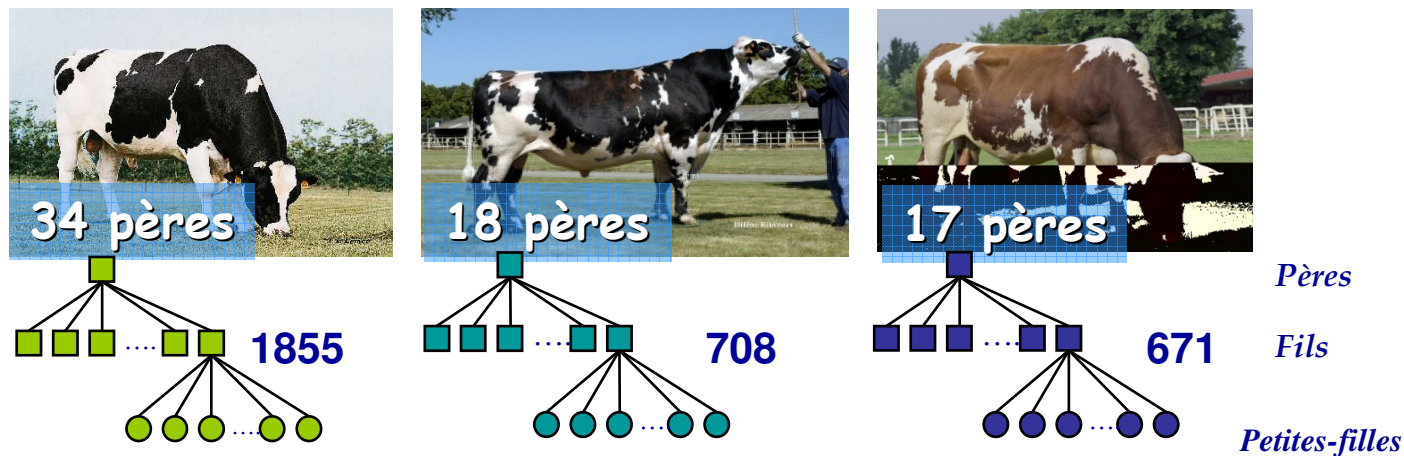 34 pères
18 pères
17 pères
Pères
....
1855
....
708
....
671
Fils
....
....
....
Petites-filles